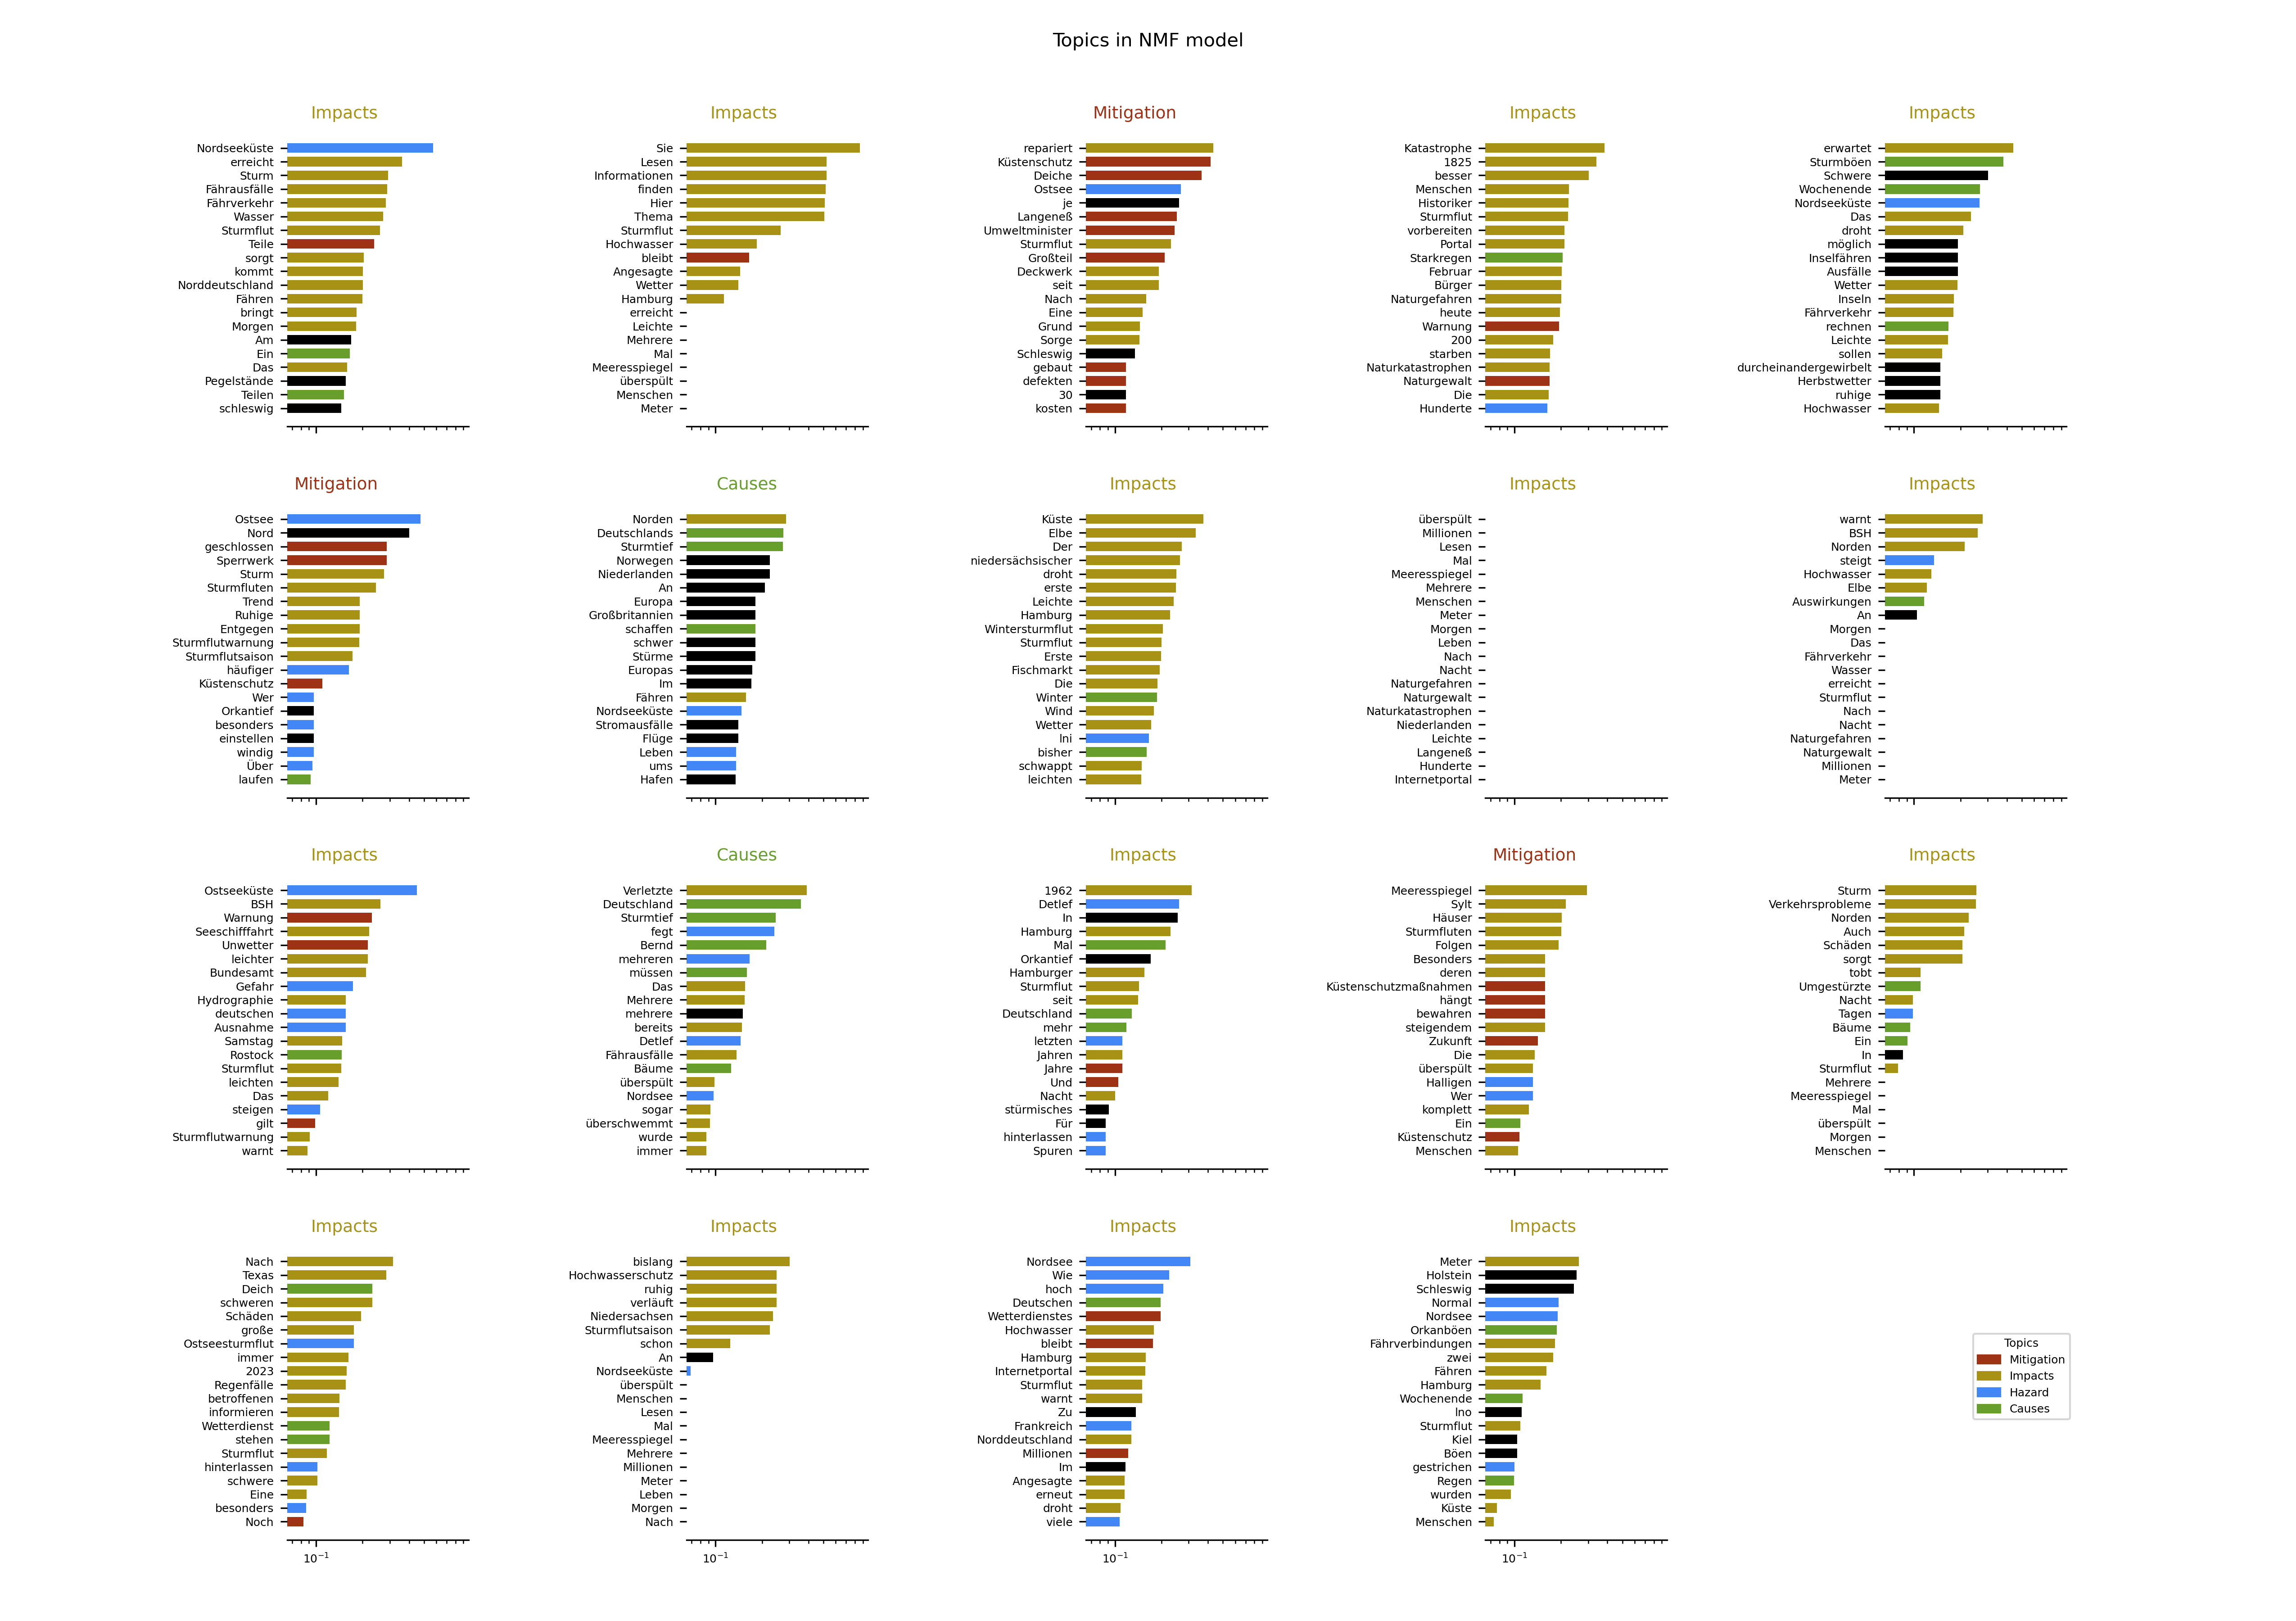 Topics in NMF model
Impacts
Nordseeküste
erreicht
Sturm
Fährausfälle
Fährverkehr
Wasser
Sturmflut
Teile
sorgt
kommt
Norddeutschland
Fähren
bringt
Morgen
Am
Ein
Das
Pegelstände
Teilen
schleswig
Impacts
Sie
Lesen
Informationen
finden
Hier
Thema
Sturmflut
Hochwasser
bleibt
Angesagte
Wetter
Hamburg
erreicht
Leichte
Mehrere
Mal
Meeresspiegel
überspült
Menschen
Meter
Mitigation
repariert
Küstenschutz
Deiche
Ostsee
je
Langeneß
Umweltminister
Sturmflut
Großteil
Deckwerk
seit
Nach
Eine
Grund
Sorge
Schleswig
gebaut
defekten
30
kosten
Impacts
Katastrophe
1825
besser
Menschen
Historiker
Sturmflut
vorbereiten
Portal
Starkregen
Februar
Bürger
Naturgefahren
heute
Warnung
200
starben
Naturkatastrophen
Naturgewalt
Die
Hunderte
Impacts
erwartet
Sturmböen
Schwere
Wochenende
Nordseeküste
Das
droht
möglich
Inselfähren
Ausfälle
Wetter
Inseln
Fährverkehr
rechnen
Leichte
sollen
durcheinandergewirbelt
Herbstwetter
ruhige
Hochwasser
Mitigation
Ostsee
Nord
geschlossen
Sperrwerk
Sturm
Sturmfluten
Trend
Ruhige
Entgegen
Sturmflutwarnung
Sturmflutsaison
häufiger
Küstenschutz
Wer
Orkantief
besonders
einstellen
windig
Über
laufen
Causes
Norden
Deutschlands
Sturmtief
Norwegen
Niederlanden
An
Europa
Großbritannien
schaffen
schwer
Stürme
Europas
Im
Fähren
Nordseeküste
Stromausfälle
Flüge
Leben
ums
Hafen
Impacts
Küste
Elbe
Der
niedersächsischer
droht
erste
Leichte
Hamburg
Wintersturmflut
Sturmflut
Erste
Fischmarkt
Die
Winter
Wind
Wetter
Ini
bisher
schwappt
leichten
Impacts
überspült
Millionen
Lesen
Mal
Meeresspiegel
Mehrere
Menschen
Meter
Morgen
Leben
Nach
Nacht
Naturgefahren
Naturgewalt
Naturkatastrophen
Niederlanden
Leichte
Langeneß
Hunderte
Internetportal
Impacts
warnt
BSH
Norden
steigt
Hochwasser
Elbe
Auswirkungen
An
Morgen
Das
Fährverkehr
Wasser
erreicht
Sturmflut
Nach
Nacht
Naturgefahren
Naturgewalt
Millionen
Meter
Impacts
Ostseeküste
BSH
Warnung
Seeschifffahrt
Unwetter
leichter
Bundesamt
Gefahr
Hydrographie
deutschen
Ausnahme
Samstag
Rostock
Sturmflut
leichten
Das
steigen
gilt
Sturmflutwarnung
warnt
Causes
Verletzte
Deutschland
Sturmtief
fegt
Bernd
mehreren
müssen
Das
Mehrere
mehrere
bereits
Detlef
Fährausfälle
Bäume
überspült
Nordsee
sogar
überschwemmt
wurde
immer
Impacts
1962
Detlef
In
Hamburg
Mal
Orkantief
Hamburger
Sturmflut
seit
Deutschland
mehr
letzten
Jahren
Jahre
Und
Nacht
stürmisches
Für
hinterlassen
Spuren
Mitigation
Meeresspiegel
Sylt
Häuser
Sturmfluten
Folgen
Besonders
deren
Küstenschutzmaßnahmen
hängt
bewahren
steigendem
Zukunft
Die
überspült
Halligen
Wer
komplett
Ein
Küstenschutz
Menschen
Impacts
Sturm
Verkehrsprobleme
Norden
Auch
Schäden
sorgt
tobt
Umgestürzte
Nacht
Tagen
Bäume
Ein
In
Sturmflut
Mehrere
Meeresspiegel
Mal
überspült
Morgen
Menschen
Impacts
Nach
Texas
Deich
schweren
Schäden
große
Ostseesturmflut
immer
2023
Regenfälle
betroffenen
informieren
Wetterdienst
stehen
Sturmflut
hinterlassen
schwere
Eine
besonders
Noch
10⁻¹
Impacts
bislang
Hochwasserschutz
ruhig
verläuft
Niedersachsen
Sturmflutsaison
schon
An
Nordseeküste
überspült
Menschen
Lesen
Mal
Meeresspiegel
Mehrere
Millionen
Meter
Leben
Morgen
Nach
10⁻¹
Impacts
Nordsee
Wie
hoch
Deutschen
Wetterdienstes
Hochwasser
bleibt
Hamburg
Internetportal
Sturmflut
warnt
Zu
Frankreich
Norddeutschland
Millionen
Im
Angesagte
erneut
droht
viele
10⁻¹
Impacts
Meter
Holstein
Schleswig
Normal
Nordsee
Orkanböen
Fährverbindungen
zwei
Fähren
Hamburg
Wochenende
Ino
Sturmflut
Kiel
Böen
gestrichen
Regen
wurden
Küste
Menschen
10⁻¹
Topics
Mitigation
Impacts
Hazard
Causes